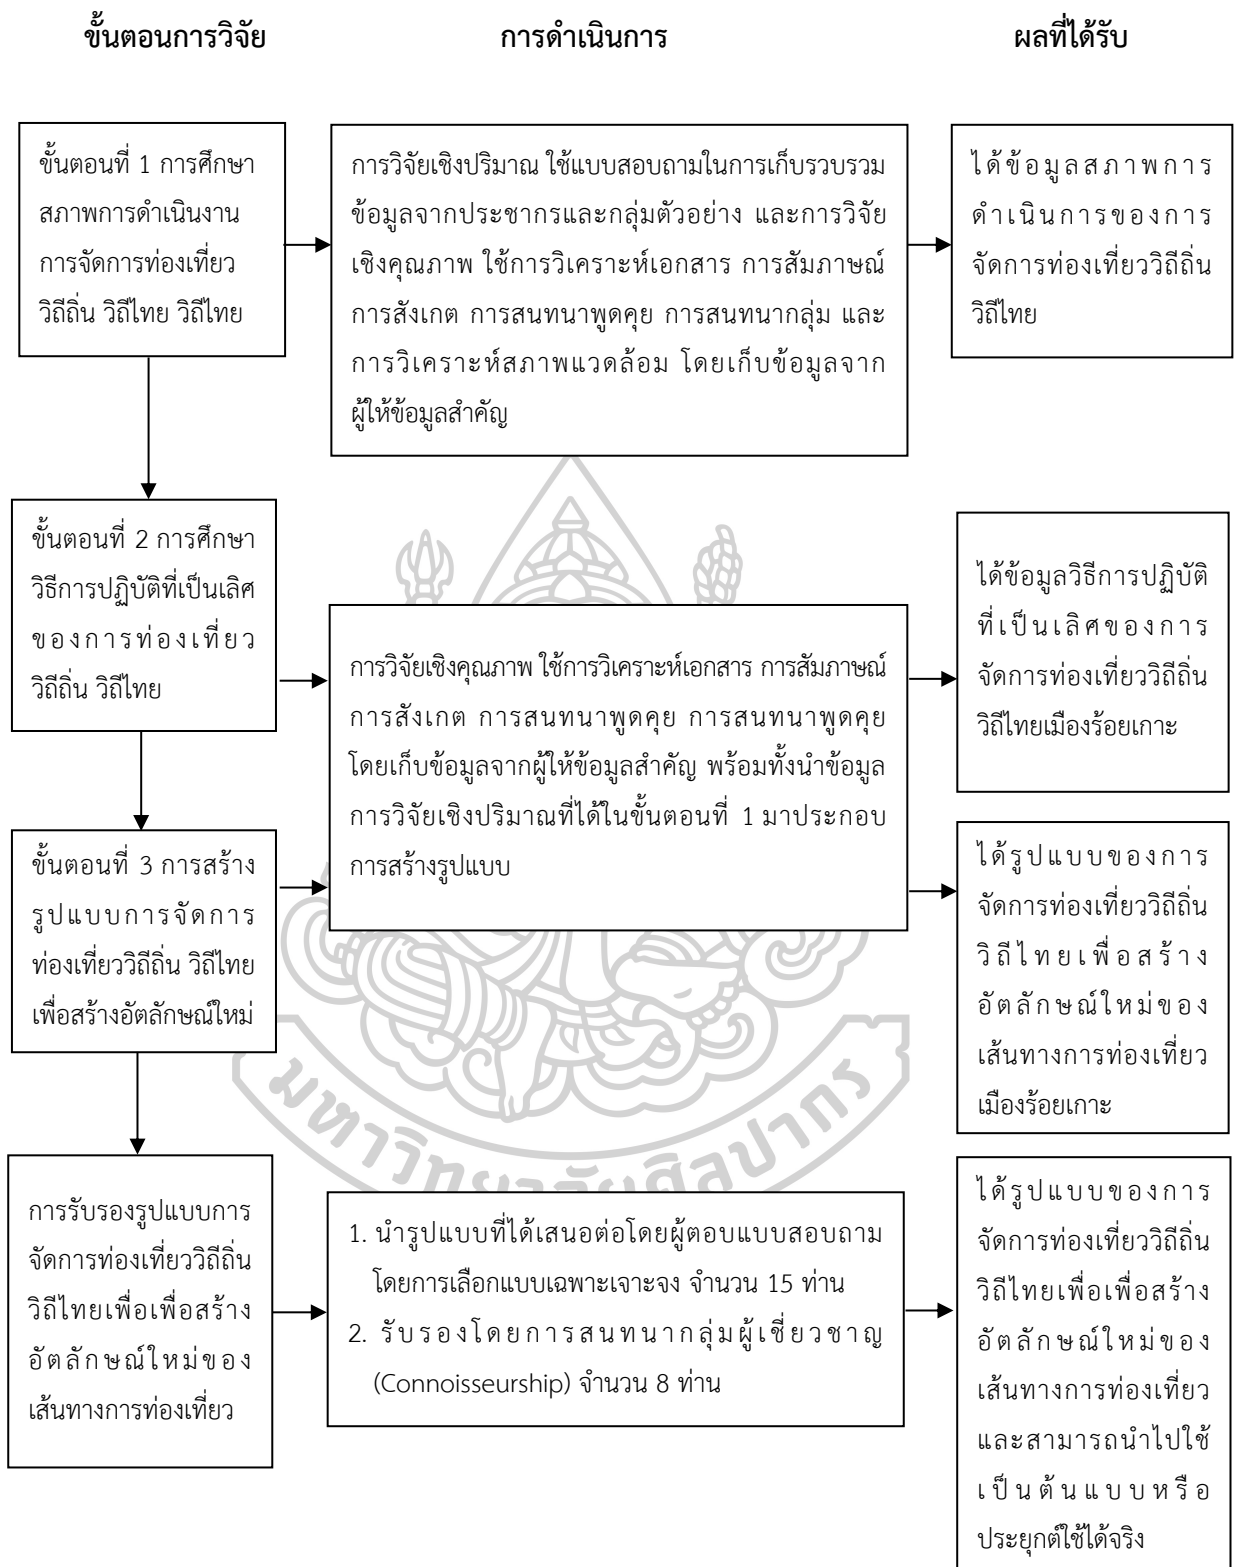 ขั้นตอนการวิจัย
การดำเนินการ
ผลที่ได้รับ
ขั้นตอนที่ 1 การศึกษา
สภาพการดำเนินงาน
การจัดการท่องเที่ยว
วิถีถิ่น วิถีไทย วิถีไทย
การวิจัยเชิงปริมาณ ใช้แบบสอบถามในการเก็บรวบรวม
ข้อมูลจากประชากรและกลุ่มตัวอย่าง และการวิจัย
เชิงคุณภาพ ใช้การวิเคราะห์เอกสาร การสัมภาษณ์
การสังเกต การสนทนาพูดคุย การสนทนากลุ่ม และ
การวิเคราะห์สภาพแวดล้อม โดยเก็บข้อมูลจาก
ผู้ให้ข้อมูลสำคัญ
ได้ข้อมูลสภาพการ
ดำเนินการของการ
จัดการท่องเที่ยววิถีถิ่น
วิถีไทย
ขั้นตอนที่ 2 การศึกษา
วิธีการปฏิบัติที่เป็นเลิศ
ของการท่องเที่ยว
วิถีถิ่น วิถีไทย
การวิจัยเชิงคุณภาพ ใช้การวิเคราะห์เอกสาร การสัมภาษณ์
การสังเกต การสนทนาพูดคุย การสนทนาพูดคุย
โดยเก็บข้อมูลจากผู้ให้ข้อมูลสำคัญ พร้อมทั้งนำข้อมูล
การวิจัยเชิงปริมาณที่ได้ในขั้นตอนที่ 1 มาประกอบ
การสร้างรูปแบบ
ได้ข้อมูลวิธีการปฏิบัติ
ที่เป็นเลิศของการ
จัดการท่องเที่ยววิถีถิ่น
วิถีไทยเมืองร้อยเกาะ
ขั้นตอนที่ 3 การสร้าง
รูปแบบการจัดการ
ท่องเที่ยววิถีถิ่น วิถีไทย
เพื่อสร้างอัตลักษณ์ใหม่
ได้รูปแบบของการ
จัดการท่องเที่ยววิถีถิ่น
วิถีไทยเพื่อสร้าง
อัตลักษณ์ใหม่ของ
เส้นทางการท่องเที่ยว
เมืองร้อยเกาะ
มหาวิทยาลัยศิลปากร
การรับรองรูปแบบการ
จัดการท่องเที่ยววิถีถิ่น
วิถีไทยเพื่อเพื่อสร้าง
อัตลักษณ์ใหม่ของ
เส้นทางการท่องเที่ยว
1. นำรูปแบบที่ได้เสนอต่อโดยผู้ตอบแบบสอบถาม
โดยการเลือกแบบเฉพาะเจาะจง จำนวน 15 ท่าน
2. รับรองโดยการสนทนากลุ่มผู้เชี่ยวชาญ
(Connoisseurship) จำนวน 8 ท่าน
ได้รูปแบบของการ
จัดการท่องเที่ยววิถีถิ่น
วิถีไทยเพื่อเพื่อสร้าง
อัตลักษณ์ใหม่ของ
เส้นทางการท่องเที่ยว
และสามารถนำไปใช้
เป็นต้นแบบหรือ
ประยุกต์ใช้ได้จริง